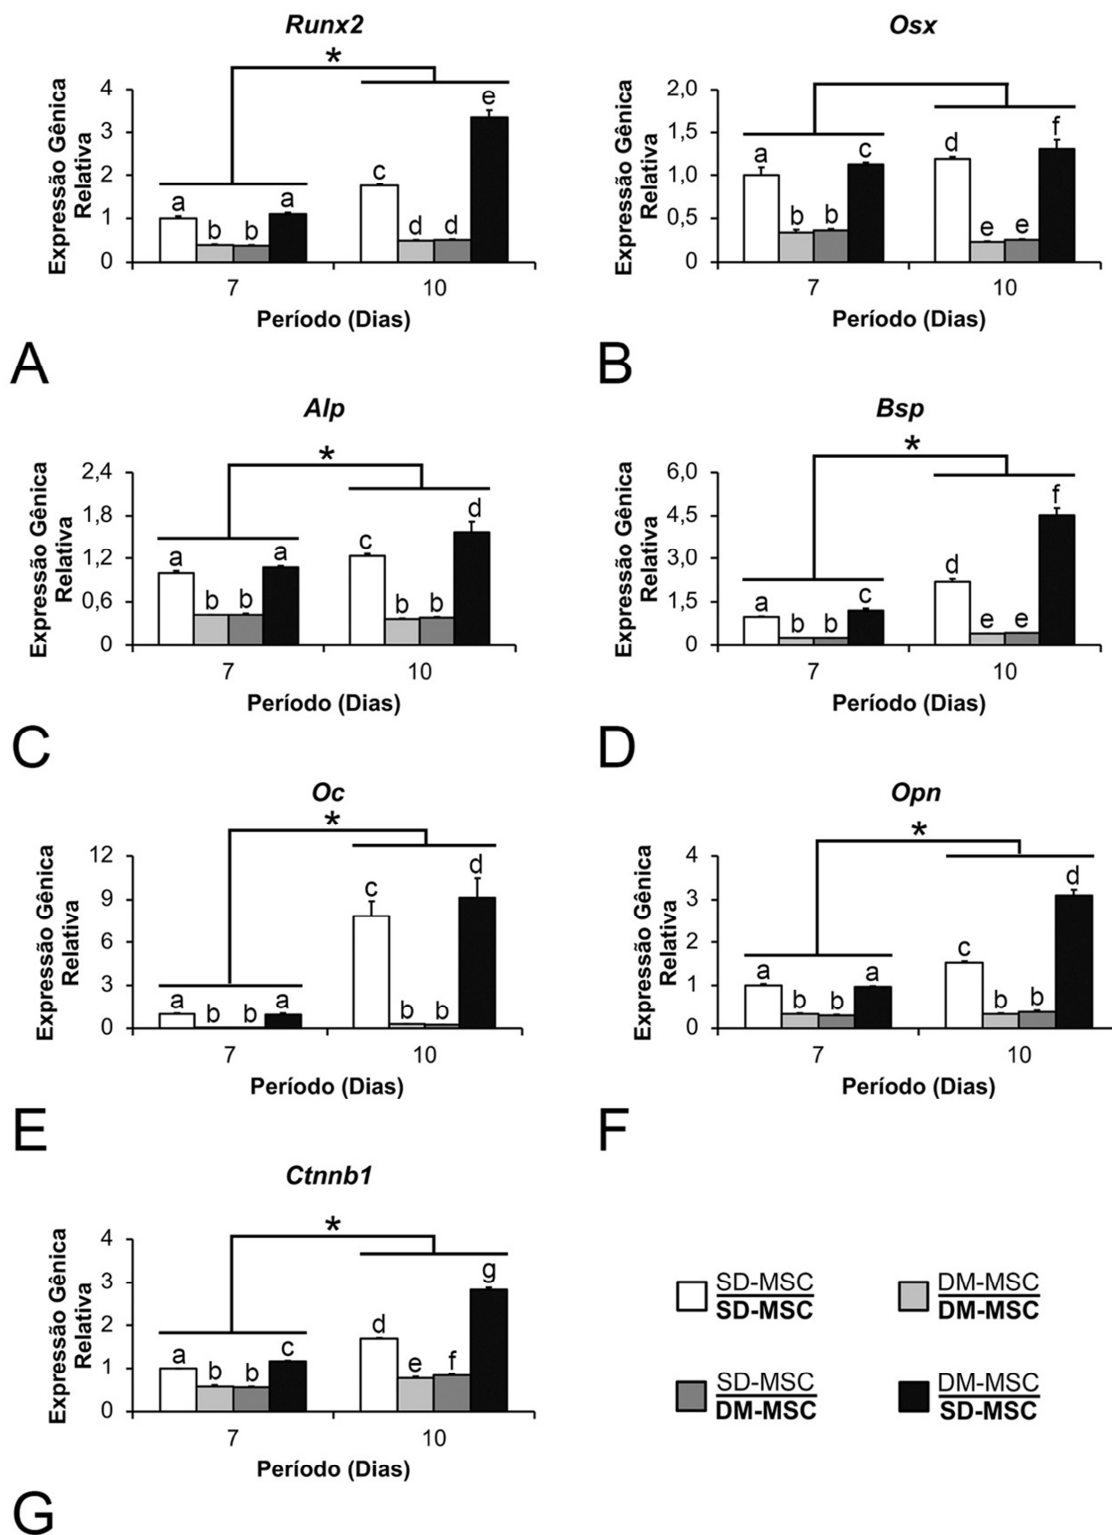 Runx2
*
Expressão Gênica
Relativa
4
3
2
1
0
a b b a
c d d e
7 10
Período (Dias)
A
Osx
Expressão Gênica
Relativa
2,0
1,5
1,0
0,5
0
a b b c
d e e f
7 10
Período (Dias)
B
Alp
*
Expressão Gênica
Relativa
2,4
1,8
1,2
0,6
0
a b b a
c b b d
7 10
Período (Dias)
C
Bsp
*
Expressão Gênica
Relativa
6,0
4,5
3,0
1,5
0
a b b c
d e e f
7 10
Período (Dias)
D
Oc
*
Expressão Gênica
Relativa
12
9
6
3
0
a b b a
c b b d
7 10
Período (Dias)
E
Opn
*
Expressão Gênica
Relativa
4
3
2
1
0
a b b a
c b b d
7 10
Período (Dias)
F
Ctnnb1
*
Expressão Gênica
Relativa
4
3
2
1
0
a b b c
d e f g
7 10
Período (Dias)
G
SD-MSC
SD-MSC
DM-MSC
DM-MSC
SD-MSC
DM-MSC
DM-MSC
SD-MSC